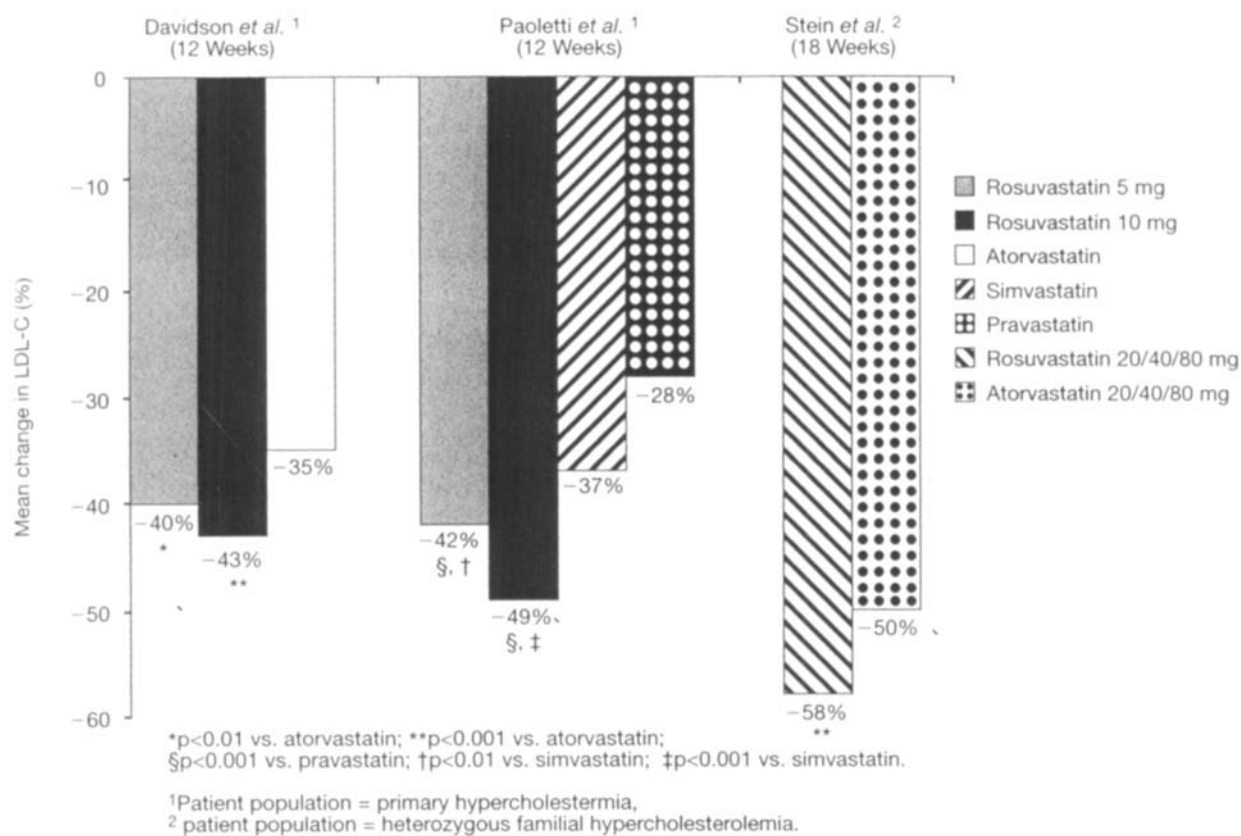 Davidson et al. 1
(12 Weeks)
Paoletti et al. 1
(12 Weeks)
Stein et al. 2
(18 Weeks)
Mean change in LDL-C (%)
0
−10
−20
−30
−40
−50
−60
−40%
*
−43%
**
−35%
−42%
§, †
−49%
§, ‡
−37%
−28%
−58%
**
−50%
Rosuvastatin 5 mg
Rosuvastatin 10 mg
Atorvastatin
Simvastatin
Pravastatin
Rosuvastatin 20/40/80 mg
Atorvastatin 20/40/80 mg
*p<0.01 vs. atorvastatin; **p<0.001 vs. atorvastatin;
§p<0.001 vs. pravastatin; †p<0.01 vs. simvastatin; ‡p<0.001 vs. simvastatin.
1Patient population = primary hypercholestermia,
2 patient population = heterozygous familial hypercholesterolemia.